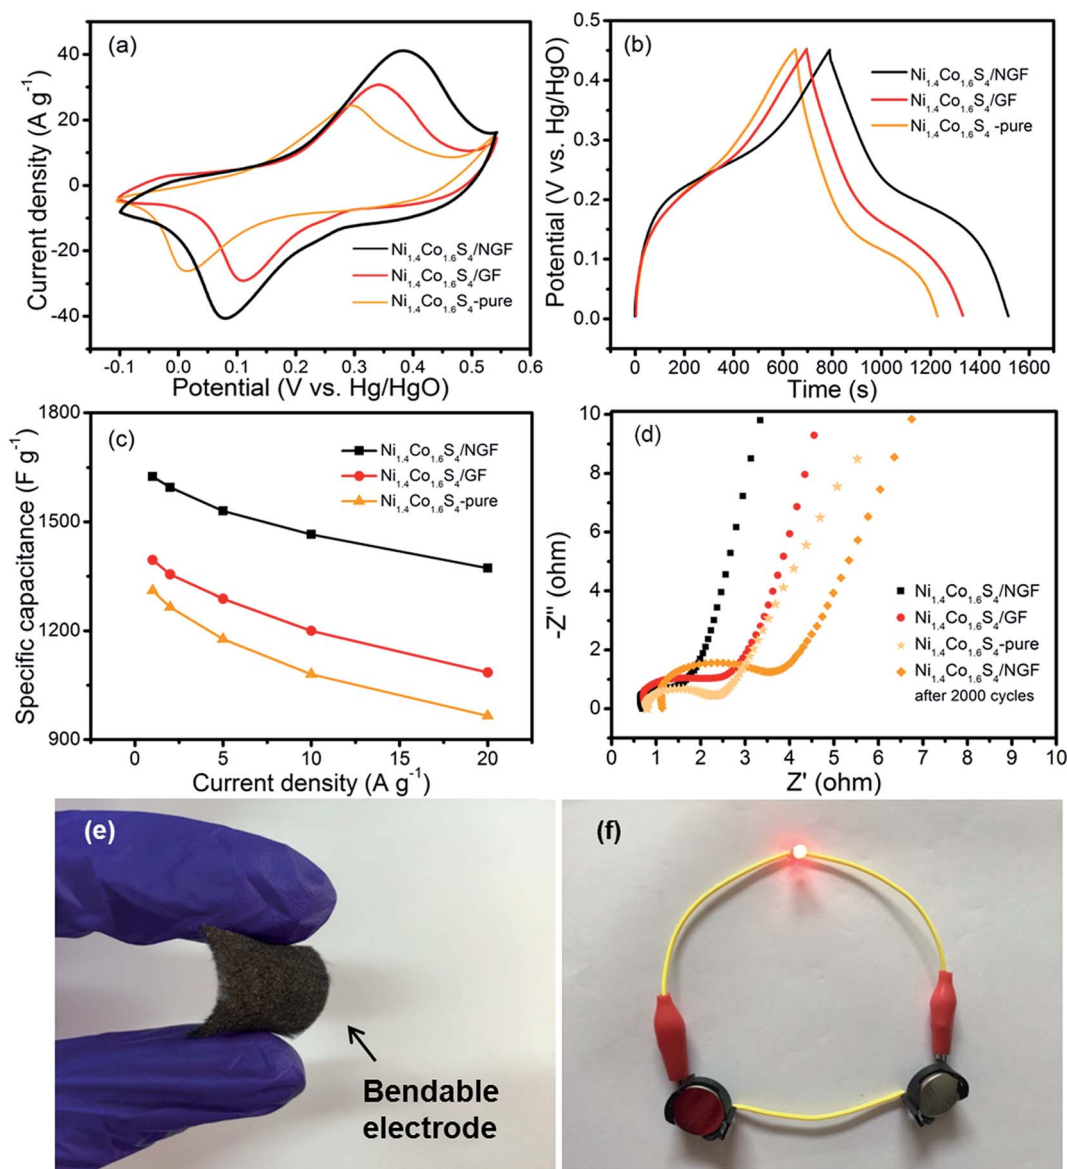 (a)
Current density (A g⁻¹)
40
20
0
-20
-40
Ni₁.₄Co₁.₆S₄/NGF
Ni₁.₄Co₁.₆S₄/GF
Ni₁.₄Co₁.₆S₄-pure
-0.1 0.0 0.1 0.2 0.3 0.4 0.5 0.6
Potential (V vs. Hg/HgO)
(b)
Potential (V vs. Hg/HgO)
0.5
0.4
0.3
0.2
0.1
0.0
Ni₁.₄Co₁.₆S₄/NGF
Ni₁.₄Co₁.₆S₄/GF
Ni₁.₄Co₁.₆S₄ -pure
0 200 400 600 800 1000 1200 1400 1600
Time (s)
(c)
Specific capacitance (F g⁻¹)
1800
1500
1200
900
Ni₁.₄Co₁.₆S₄/NGF
Ni₁.₄Co₁.₆S₄/GF
Ni₁.₄Co₁.₆S₄-pure
0 5 10 15 20
Current density (A g⁻¹)
(d)
-Z" (ohm)
10
8
6
4
2
0
Ni₁.₄Co₁.₆S₄/NGF
Ni₁.₄Co₁.₆S₄/GF
Ni₁.₄Co₁.₆S₄-pure
Ni₁.₄Co₁.₆S₄/NGF
after 2000 cycles
0 1 2 3 4 5 6 7 8 9 10
Z' (ohm)
(e)
Bendable
electrode
(f)